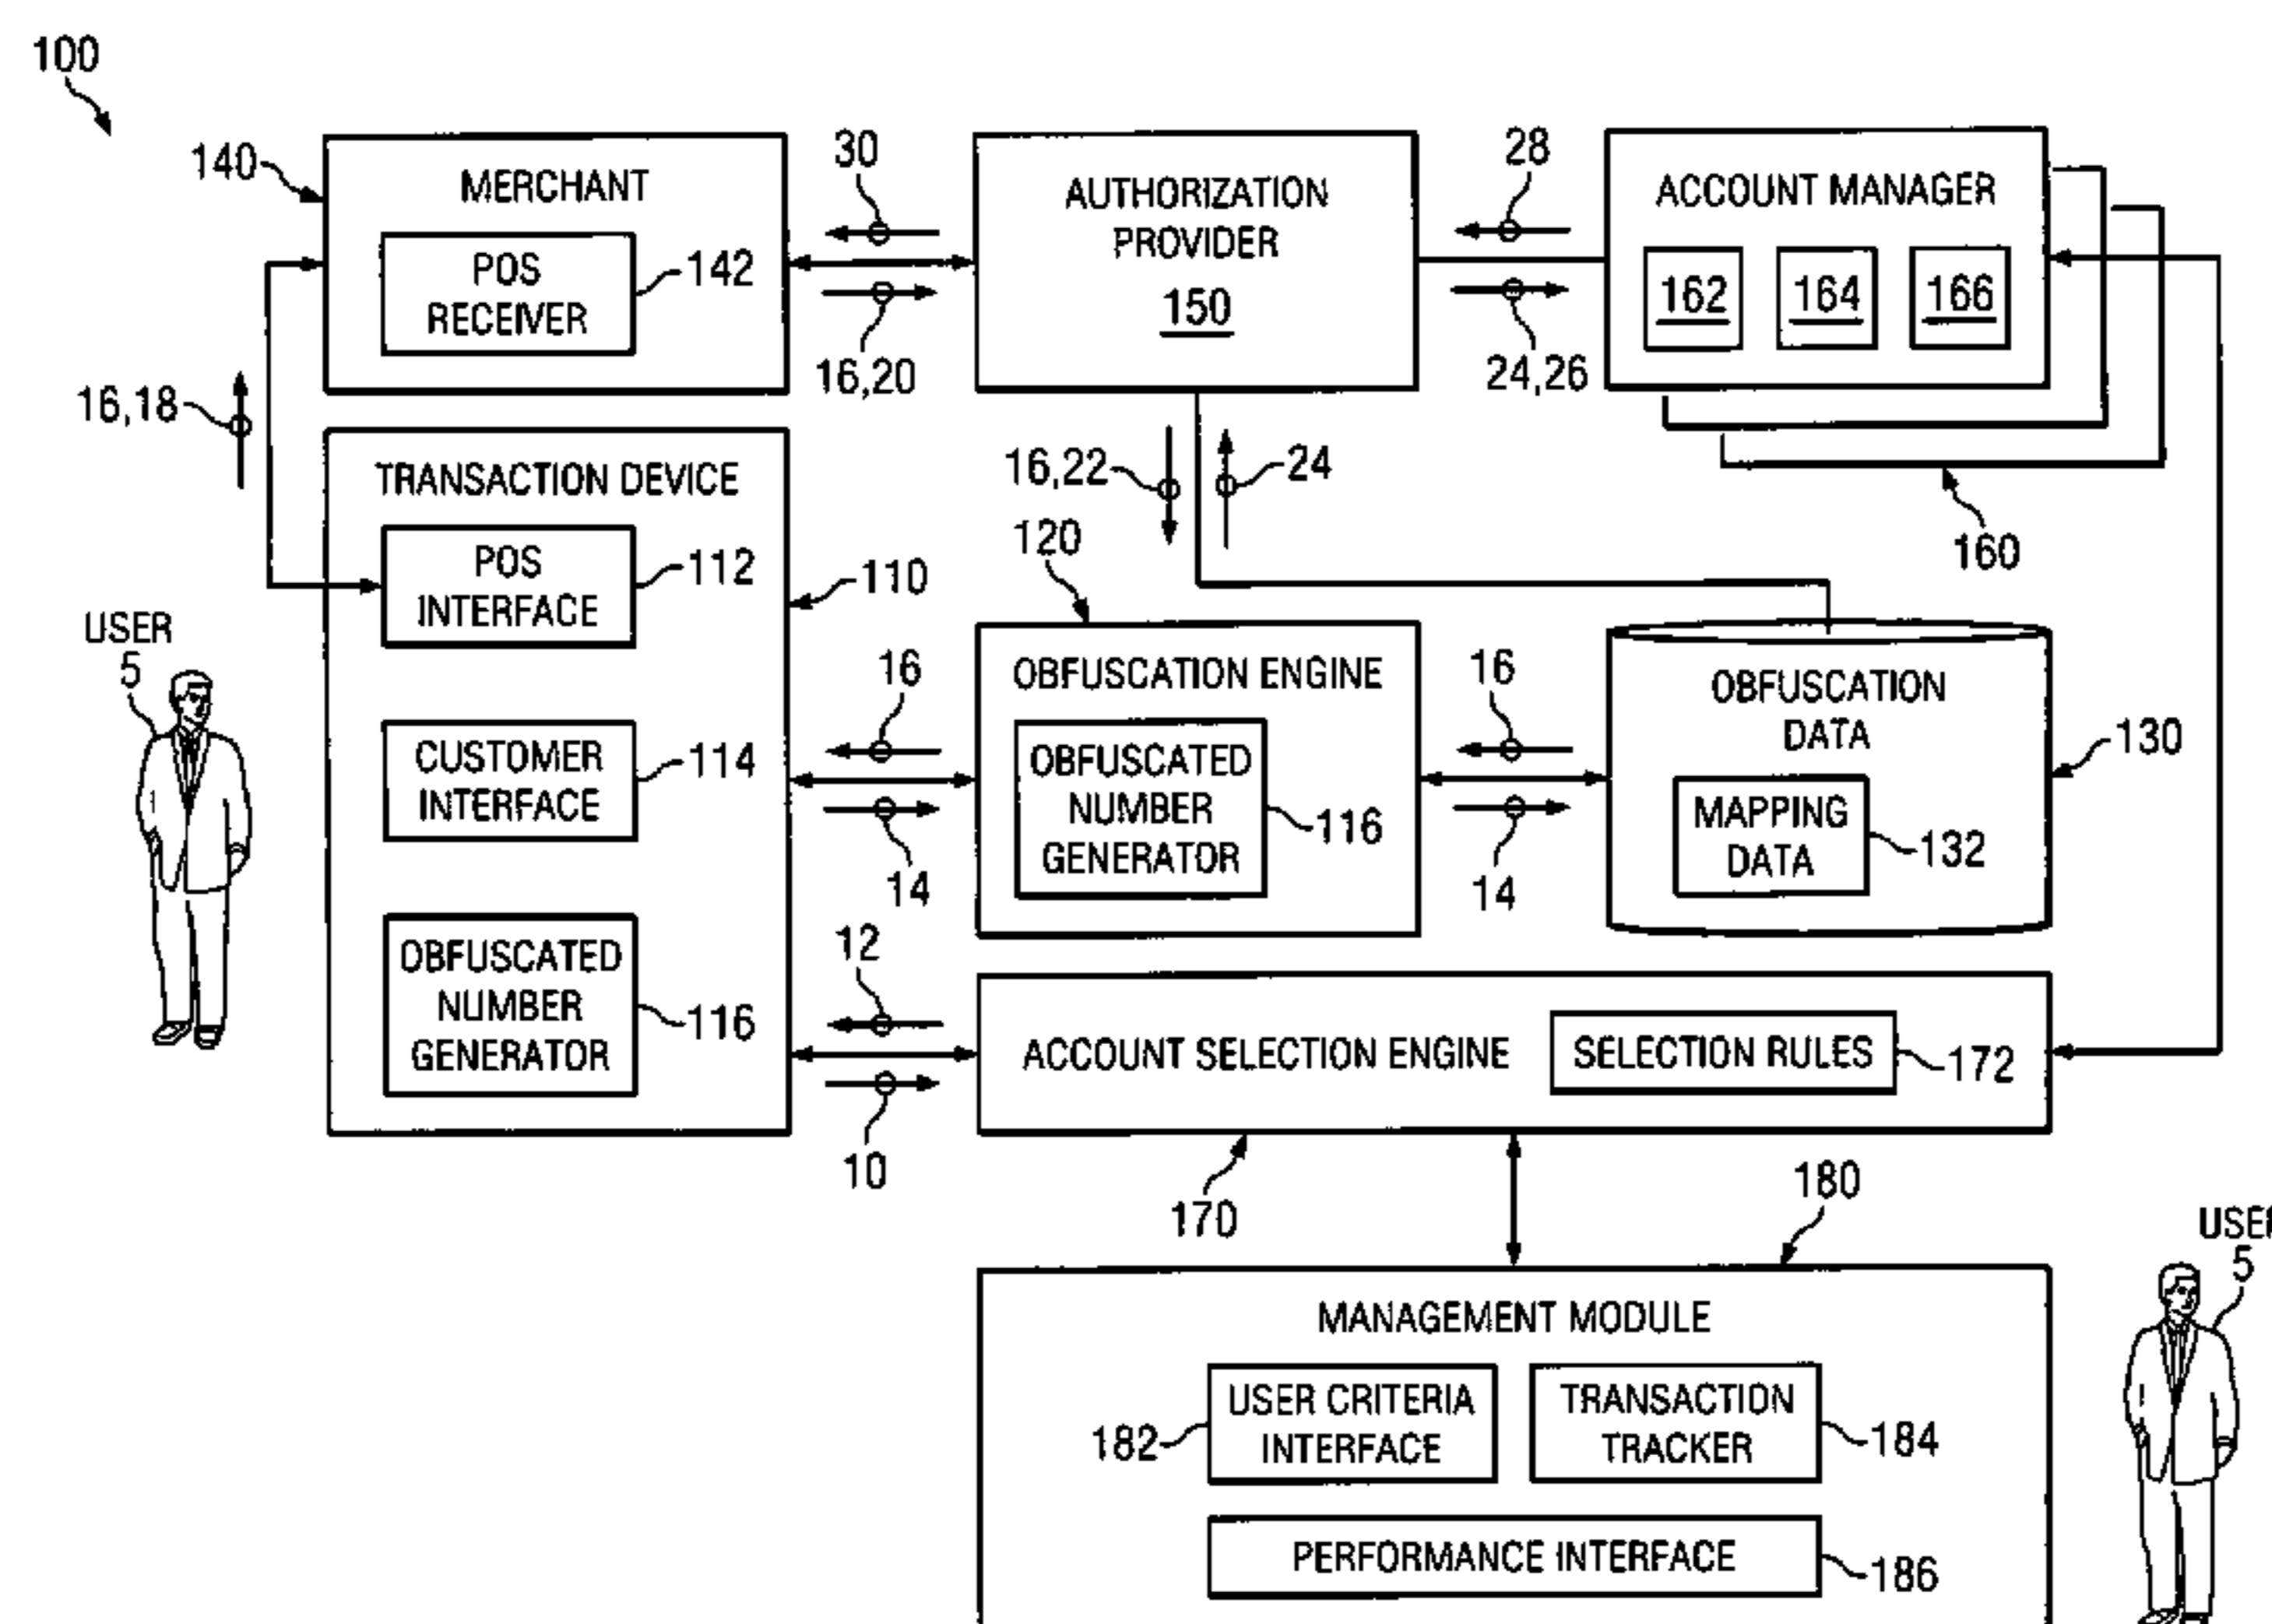 100
140
MERCHANT
POS
RECEIVER
142
30
16,20
AUTHORIZATION
PROVIDER
150
28
24,26
ACCOUNT MANAGER
162
164
166
160
16,18
TRANSACTION DEVICE
POS
INTERFACE
112
110
USER
5
CUSTOMER
INTERFACE
114
OBFUSCATED
NUMBER
GENERATOR
116
16,22
24
120
16
14
OBFUSCATION ENGINE
OBFUSCATED
NUMBER
GENERATOR
116
16
14
OBFUSCATION
DATA
MAPPING
DATA
132
130
12
10
ACCOUNT SELECTION ENGINE
SELECTION RULES
172
170
180
MANAGEMENT MODULE
USER CRITERIA
INTERFACE
182
TRANSACTION
TRACKER
184
PERFORMANCE INTERFACE
186
USER
5